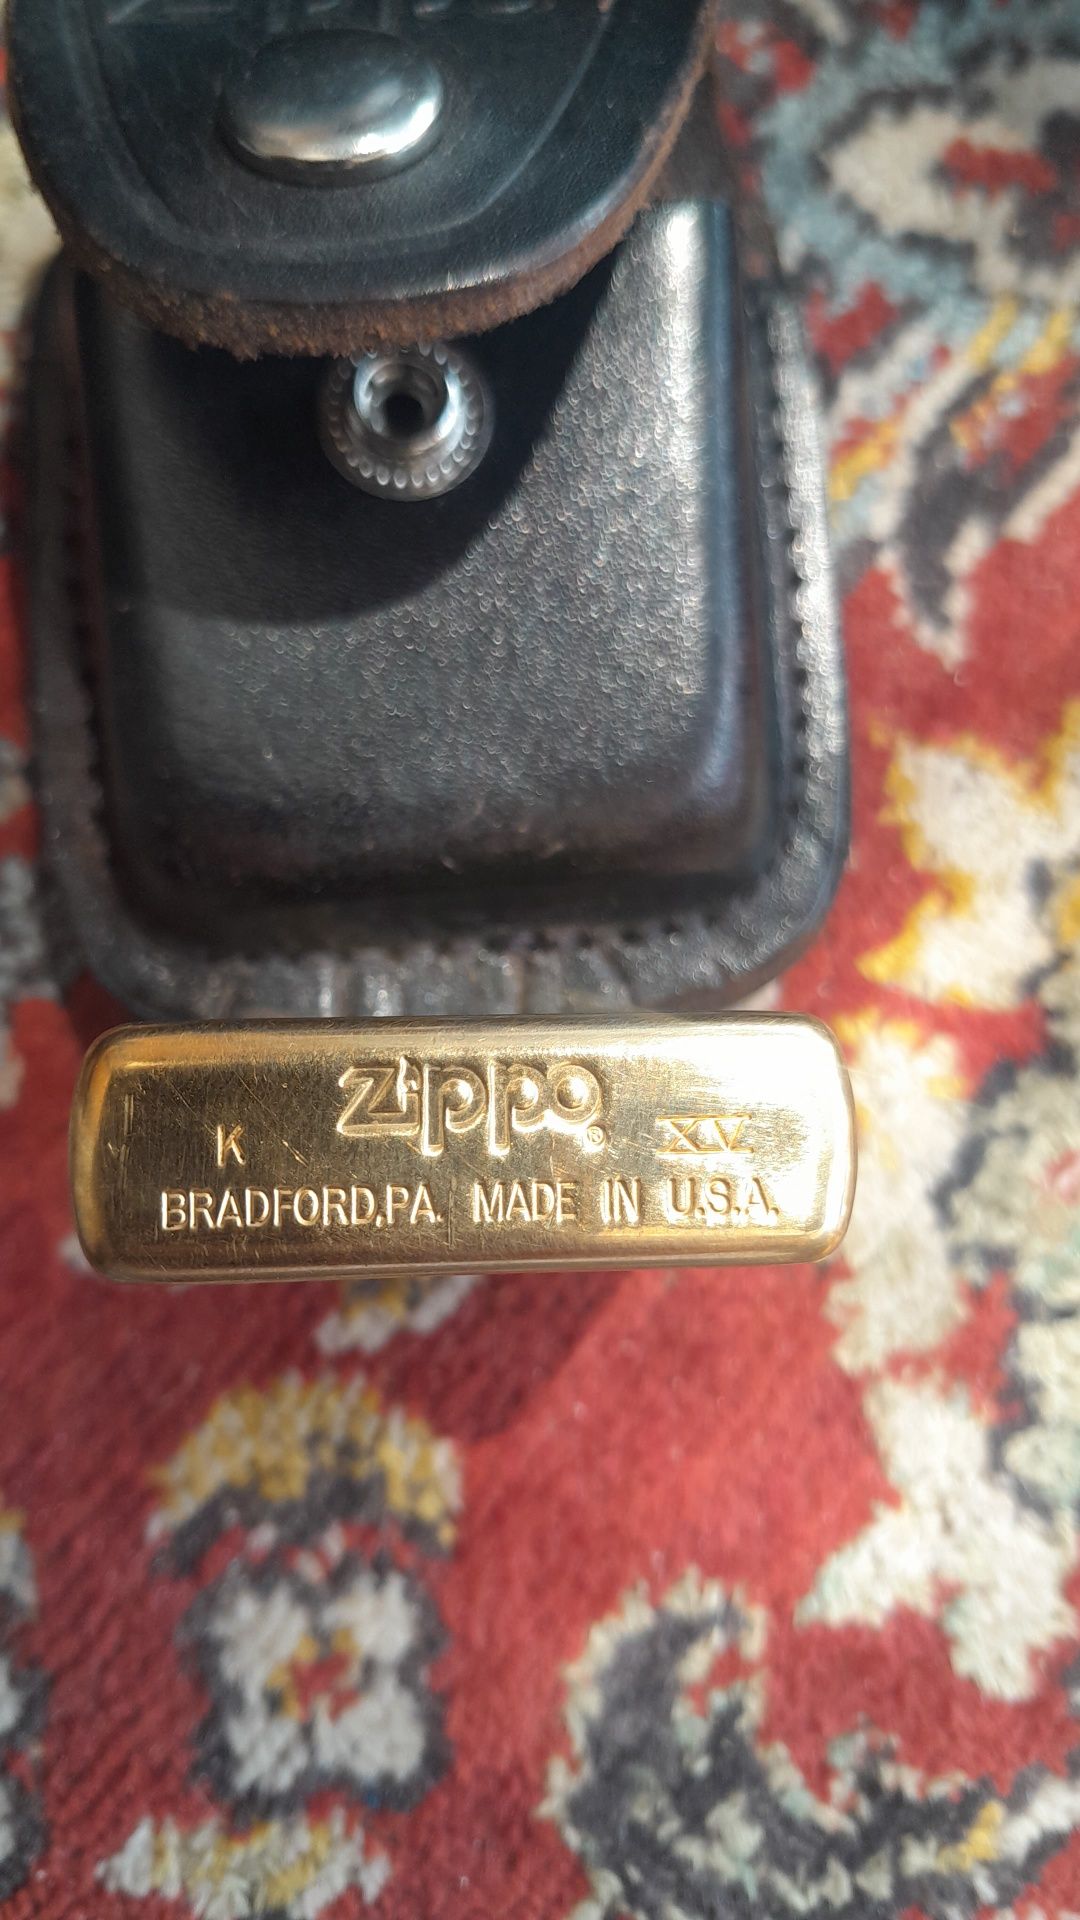 zippo®
K XV
BRADFORD,PA. MADE IN U.S.A.